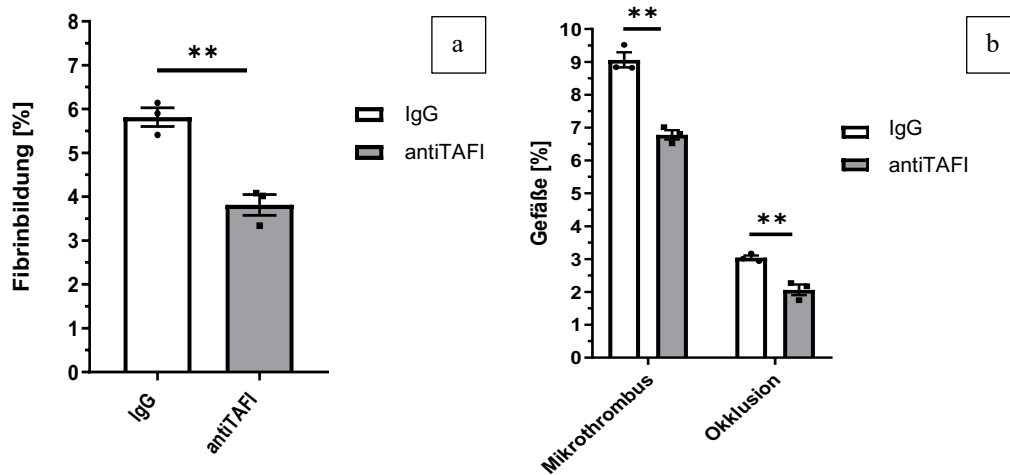 a
**
Fibrinbildung [%]
8
7
6
5
4
3
2
1
0
IgG
antiTAFI
IgG
antiTAFI
b
**
**
Gefäße [%]
10
9
8
7
6
5
4
3
2
1
0
Mikrothrombus
Okklusion
IgG
antiTAFI